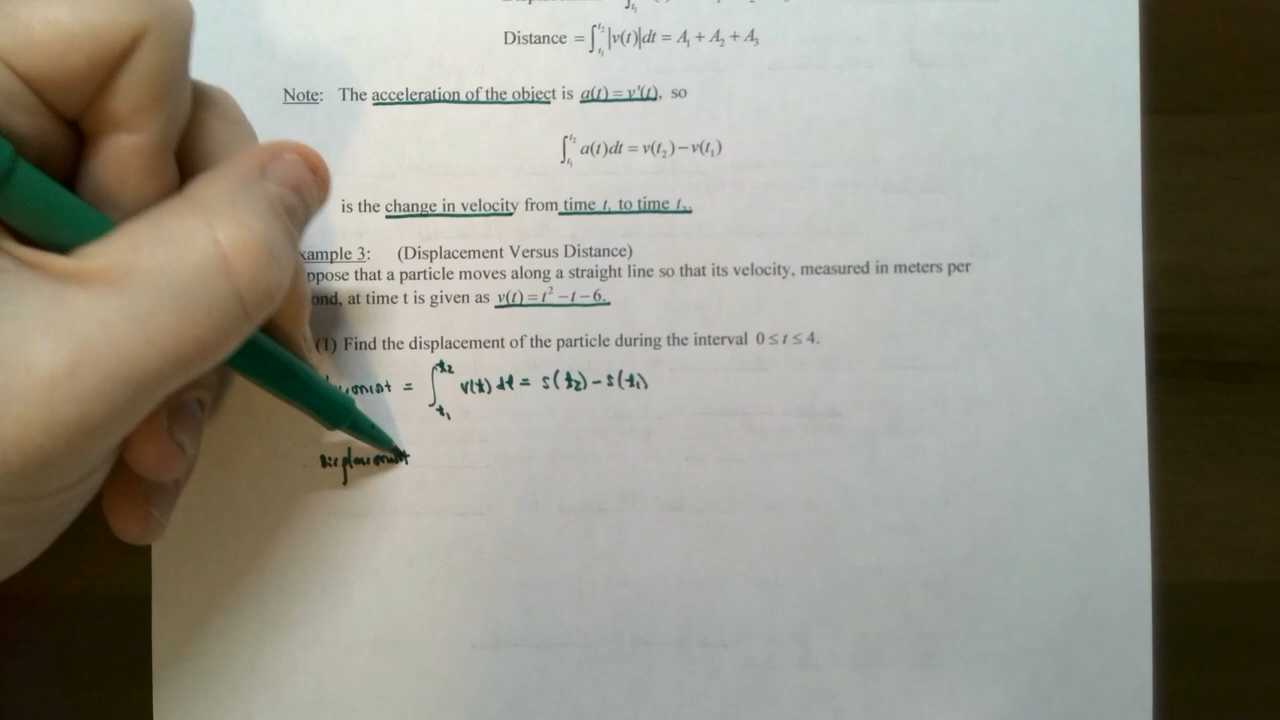 Distance = ∫_{t₁}^{t₂} |v(t)|dt = A₁ + A₂ + A₃
Note: The acceleration of the object is a(t) = v'(t), so
∫_{t₁}^{t₂} a(t)dt = v(t₂) − v(t₁)
is the change in velocity from time t₁ to time t₂.
xample 3: (Displacement Versus Distance)
ppose that a particle moves along a straight line so that its velocity, measured in meters per
ond, at time t is given as v(t) = t² − t − 6.
(1) Find the displacement of the particle during the interval 0 ≤ t ≤ 4.
= ∫_{t₁}^{t₂} v(t) dt = s(t₂) − s(t₁)
Displacement